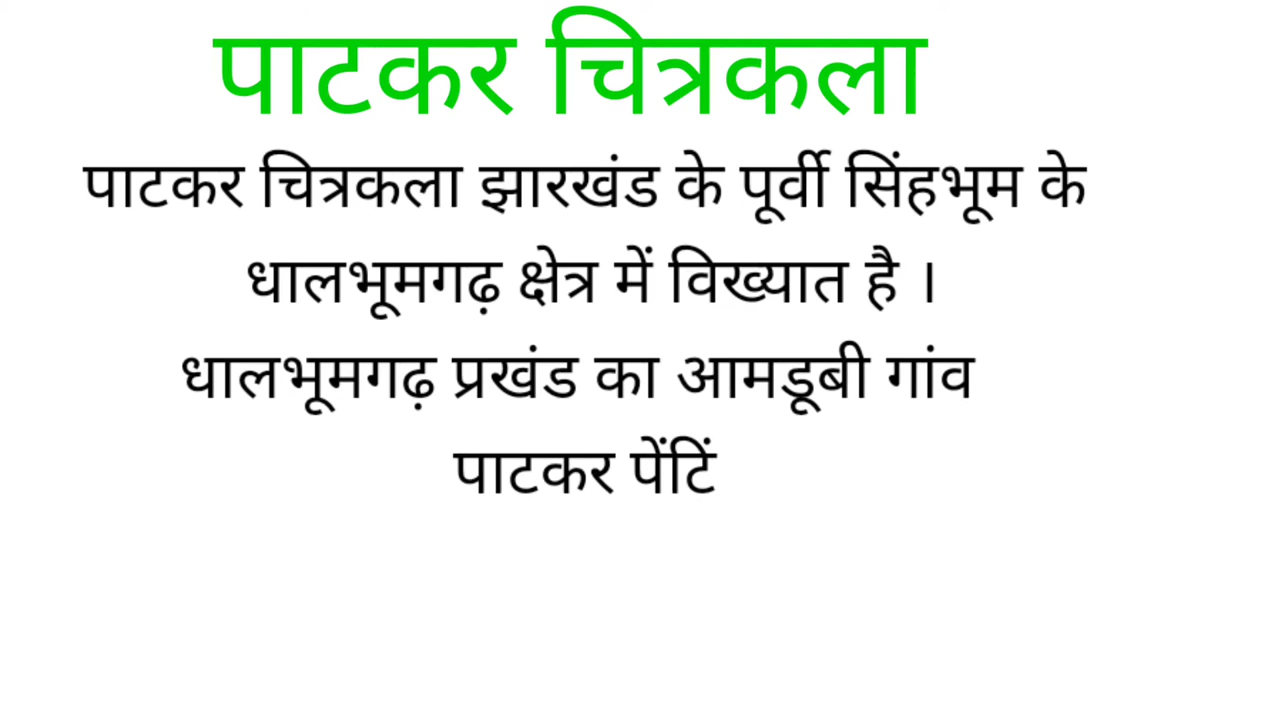 पाटकर चित्रकला
पाटकर चित्रकला झारखंड के पूर्वी सिंहभूम के
धालभूमगढ़ क्षेत्र में विख्यात है ।
धालभूमगढ़ प्रखंड का आमडूबी गांव
पाटकर पेंटिं